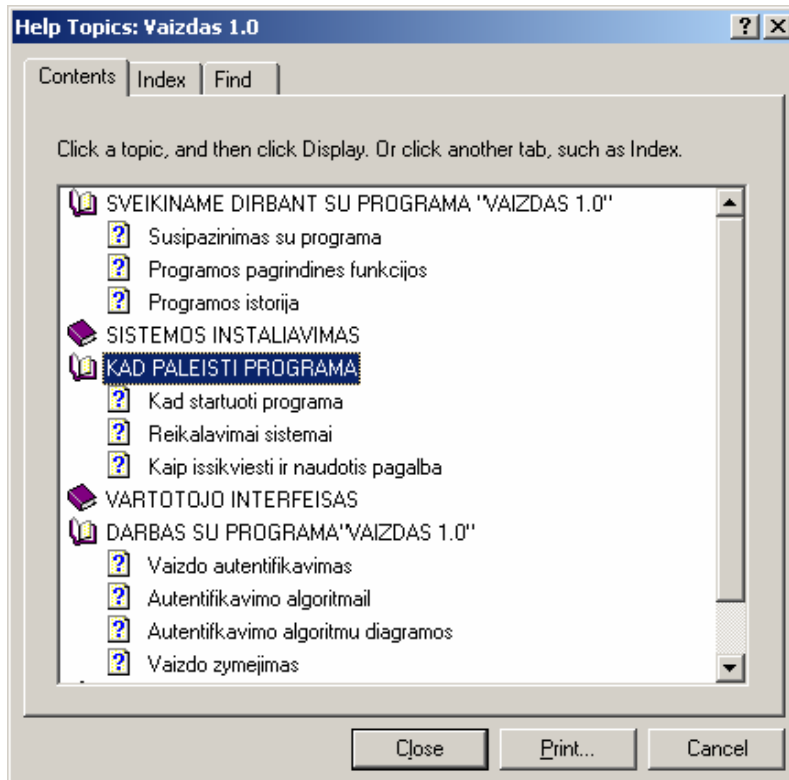 Help Topics: Vaizdas 1.0
Contents Index Find
Click a topic, and then click Display. Or click another tab, such as Index.
SVEIKINAME DIRBANT SU PROGRAMA "VAIZDAS 1.0"
Susipazinimas su programa
Programos pagrindines funkcijos
Programos istorija
SISTEMOS INSTALIAVIMAS
KAD PALEISTI PROGRAMA
Kad startuoti programa
Reikalavimai sistemai
Kaip issikviesti ir naudotis pagalba
VARTOTOJO INTERFEISAS
DARBAS SU PROGRAMA"VAIZDAS 1.0"
Vaizdo autentifikavimas
Autentifikavimo algoritmail
Autentifkavimo algoritmu diagramos
Vaizdo zymejimas
Close Print... Cancel